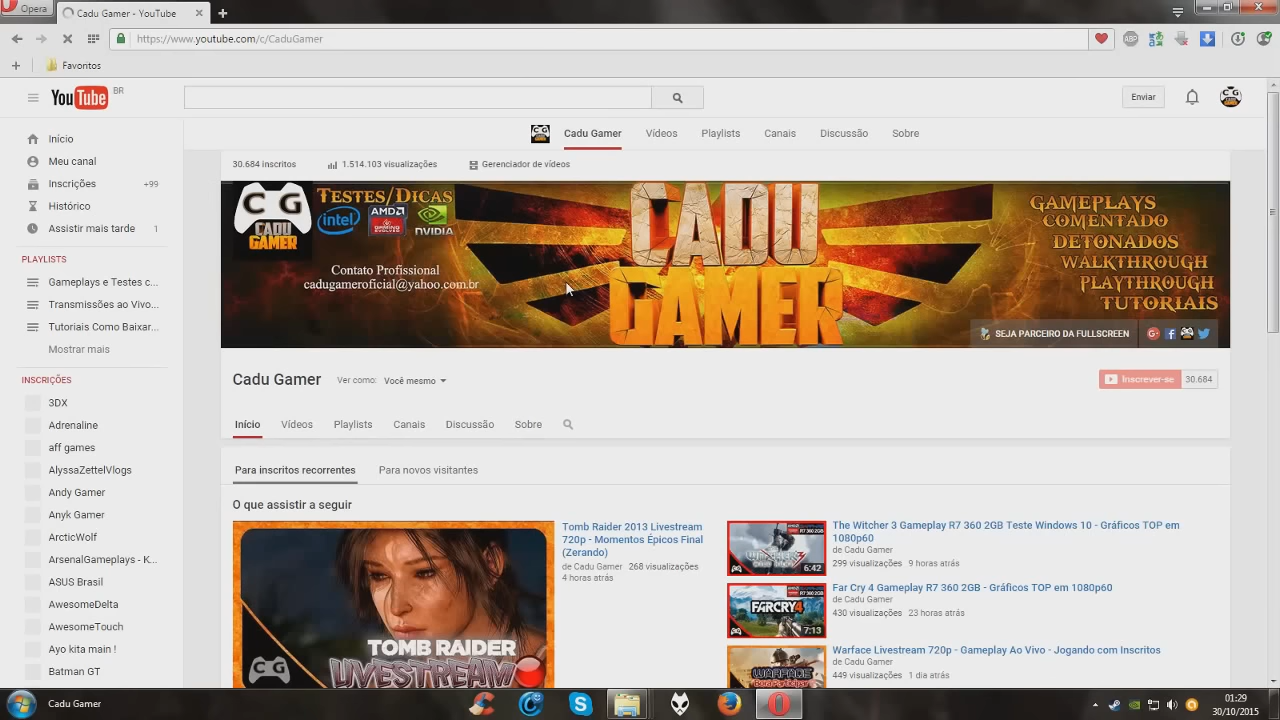 Opera
Cadu Gamer - YouTube
https://www.youtube.com/c/CaduGamer
ABP
Favoritos
YouTube BR
Enviar
Cadu Gamer Vídeos Playlists Canais Discussão Sobre
Início
Meu canal
Inscrições +99
Histórico
Assistir mais tarde 1
PLAYLISTS
Gameplays e Testes c...
Transmissões ao Vivo...
Tutoriais Como Baixar...
Mostrar mais
INSCRIÇÕES
3DX
Adrenaline
aff games
AlyssaZettelVlogs
Andy Gamer
Anyk Gamer
ArcticWolf
ArsenalGameplays - K...
ASUS Brasil
AwesomeDelta
AwesomeTouch
Ayo kita main !
Batman GT
30.684 inscritos 1.514.103 visualizações Gerenciador de vídeos
CG
CADU
GAMER
TESTES/DICAS
intel AMD GAMING EVOLVED NVIDIA
Contato Profissional
cadugameroficial@yahoo.com.br
CADU
GAMER
GAMEPLAYS
COMENTADO
DETONADOS
WALKTHROUGH
PLAYTHROUGH
TUTORIAIS
SEJA PARCEIRO DA FULLSCREEN
Cadu Gamer Ver como: Você mesmo
Inscrever-se 30.684
Início Vídeos Playlists Canais Discussão Sobre
Para inscritos recorrentes Para novos visitantes
O que assistir a seguir
TOMB RAIDER
LIVESTREAM
CG
Tomb Raider 2013 Livestream
720p - Momentos Épicos Final
(Zerando)
de Cadu Gamer 268 visualizações
4 horas atrás
R7 360 2GB
6:42
The Witcher 3 Gameplay R7 360 2GB Teste Windows 10 - Gráficos TOP em
1080p60
de Cadu Gamer
299 visualizações 9 horas atrás
R7 360 2GB
FARCRY4
7:13
Far Cry 4 Gameplay R7 360 2GB - Gráficos TOP em 1080p60
de Cadu Gamer
430 visualizações 23 horas atrás
WARFACE
Warface Livestream 720p - Gameplay Ao Vivo - Jogando com Inscritos
de Cadu Gamer
449 visualizações 1 dia atrás
Cadu Gamer
01:29
30/10/2015